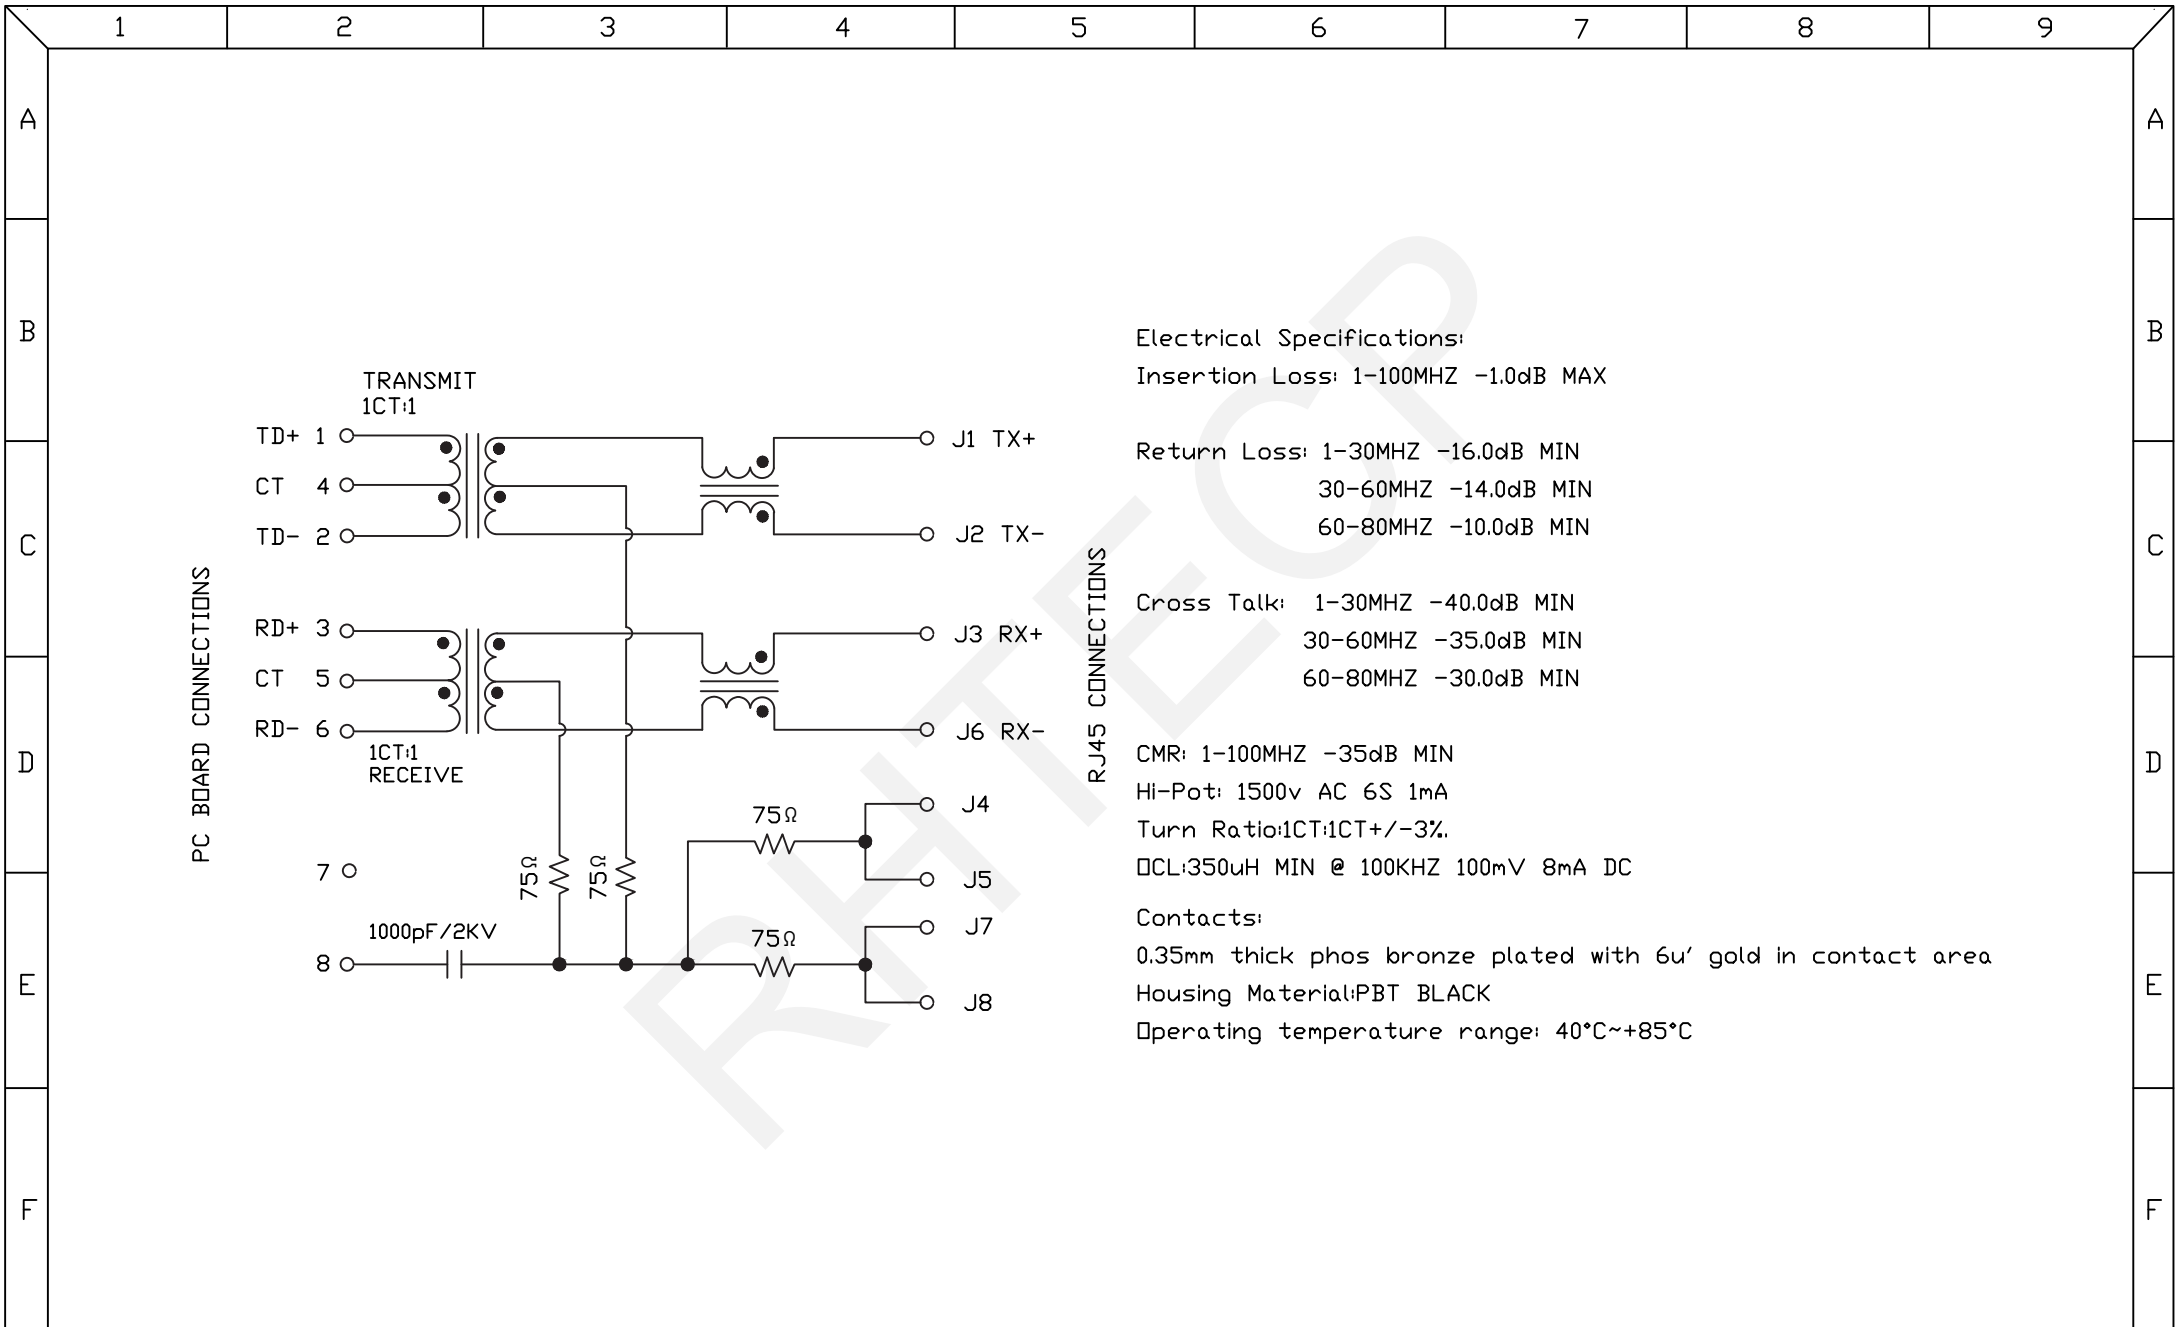 1 2 3 4 5 6 7 8 9
A A
B B
C C
D D
E E
F F
TRANSMIT
1CT:1
TD+ 1
CT 4
TD- 2
RD+ 3
CT 5
RD- 6
1CT:1
RECEIVE
7
1000pF/2KV
8
PC BOARD CONNECTIONS
75Ω
75Ω
75Ω
75Ω
J1 TX+
J2 TX-
J3 RX+
J6 RX-
J4
J5
J7
J8
RJ45 CONNECTIONS
Electrical Specifications:
Insertion Loss: 1-100MHZ -1.0dB MAX
Return Loss: 1-30MHZ -16.0dB MIN
30-60MHZ -14.0dB MIN
60-80MHZ -10.0dB MIN
Cross Talk: 1-30MHZ -40.0dB MIN
30-60MHZ -35.0dB MIN
60-80MHZ -30.0dB MIN
CMR: 1-100MHZ -35dB MIN
Hi-Pot: 1500v AC 6S 1mA
Turn Ratio:1CT:1CT+/-3%.
OCL:350uH MIN @ 100KHZ 100mV 8mA DC
Contacts:
0.35mm thick phos bronze plated with 6u' gold in contact area
Housing Material:PBT BLACK
Operating temperature range: 40°C~+85°C
RHTECP